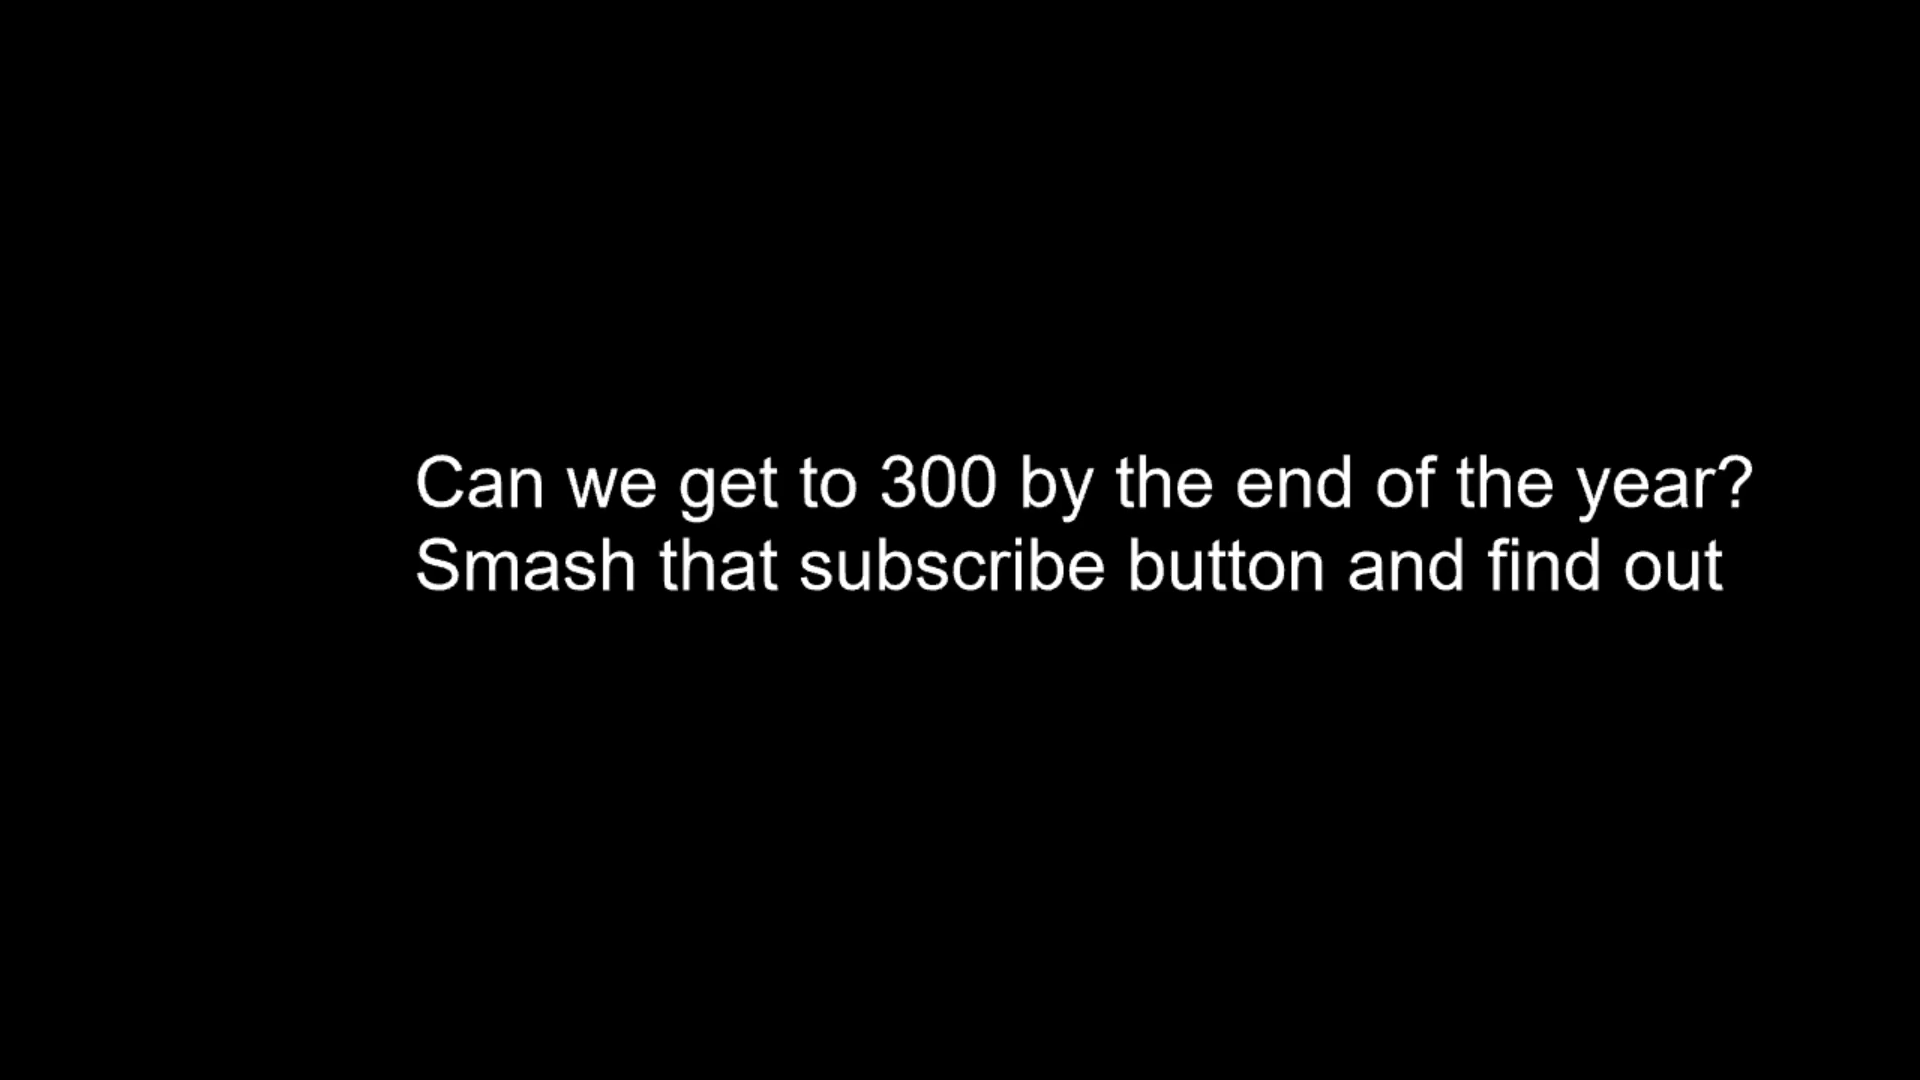 Can we get to 300 by the end of the year?
Smash that subscribe button and find out